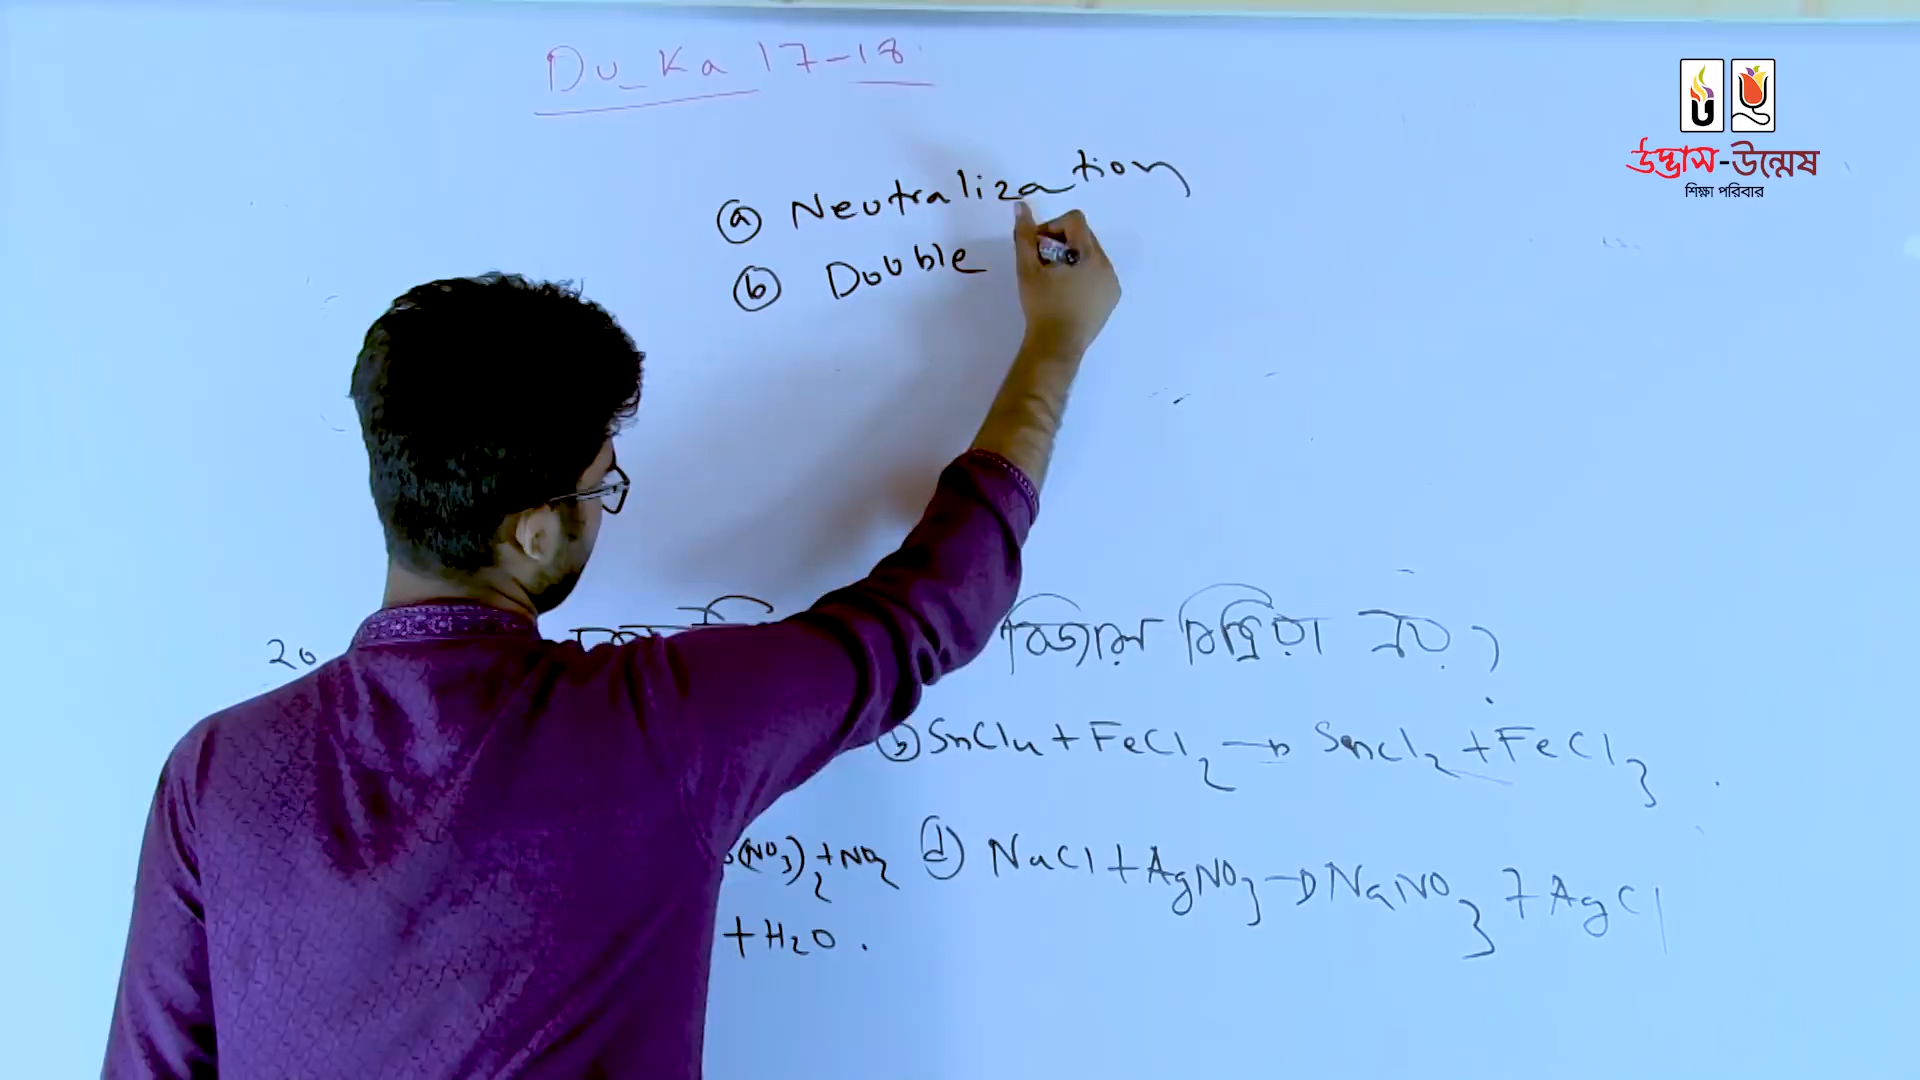 Du_Ka 17-18
উদ্ভাস-উন্মেষ
শিক্ষা পরিবার
(a) Neutralization
(b) Double
20
বিজারণ বিক্রিয়া নয়?
(b) SnCl4 + FeCl2 → SnCl2 + FeCl3
(NO3)2 + NO2
+ H2O.
(d) NaCl + AgNO3 → NaNO3 + AgCl